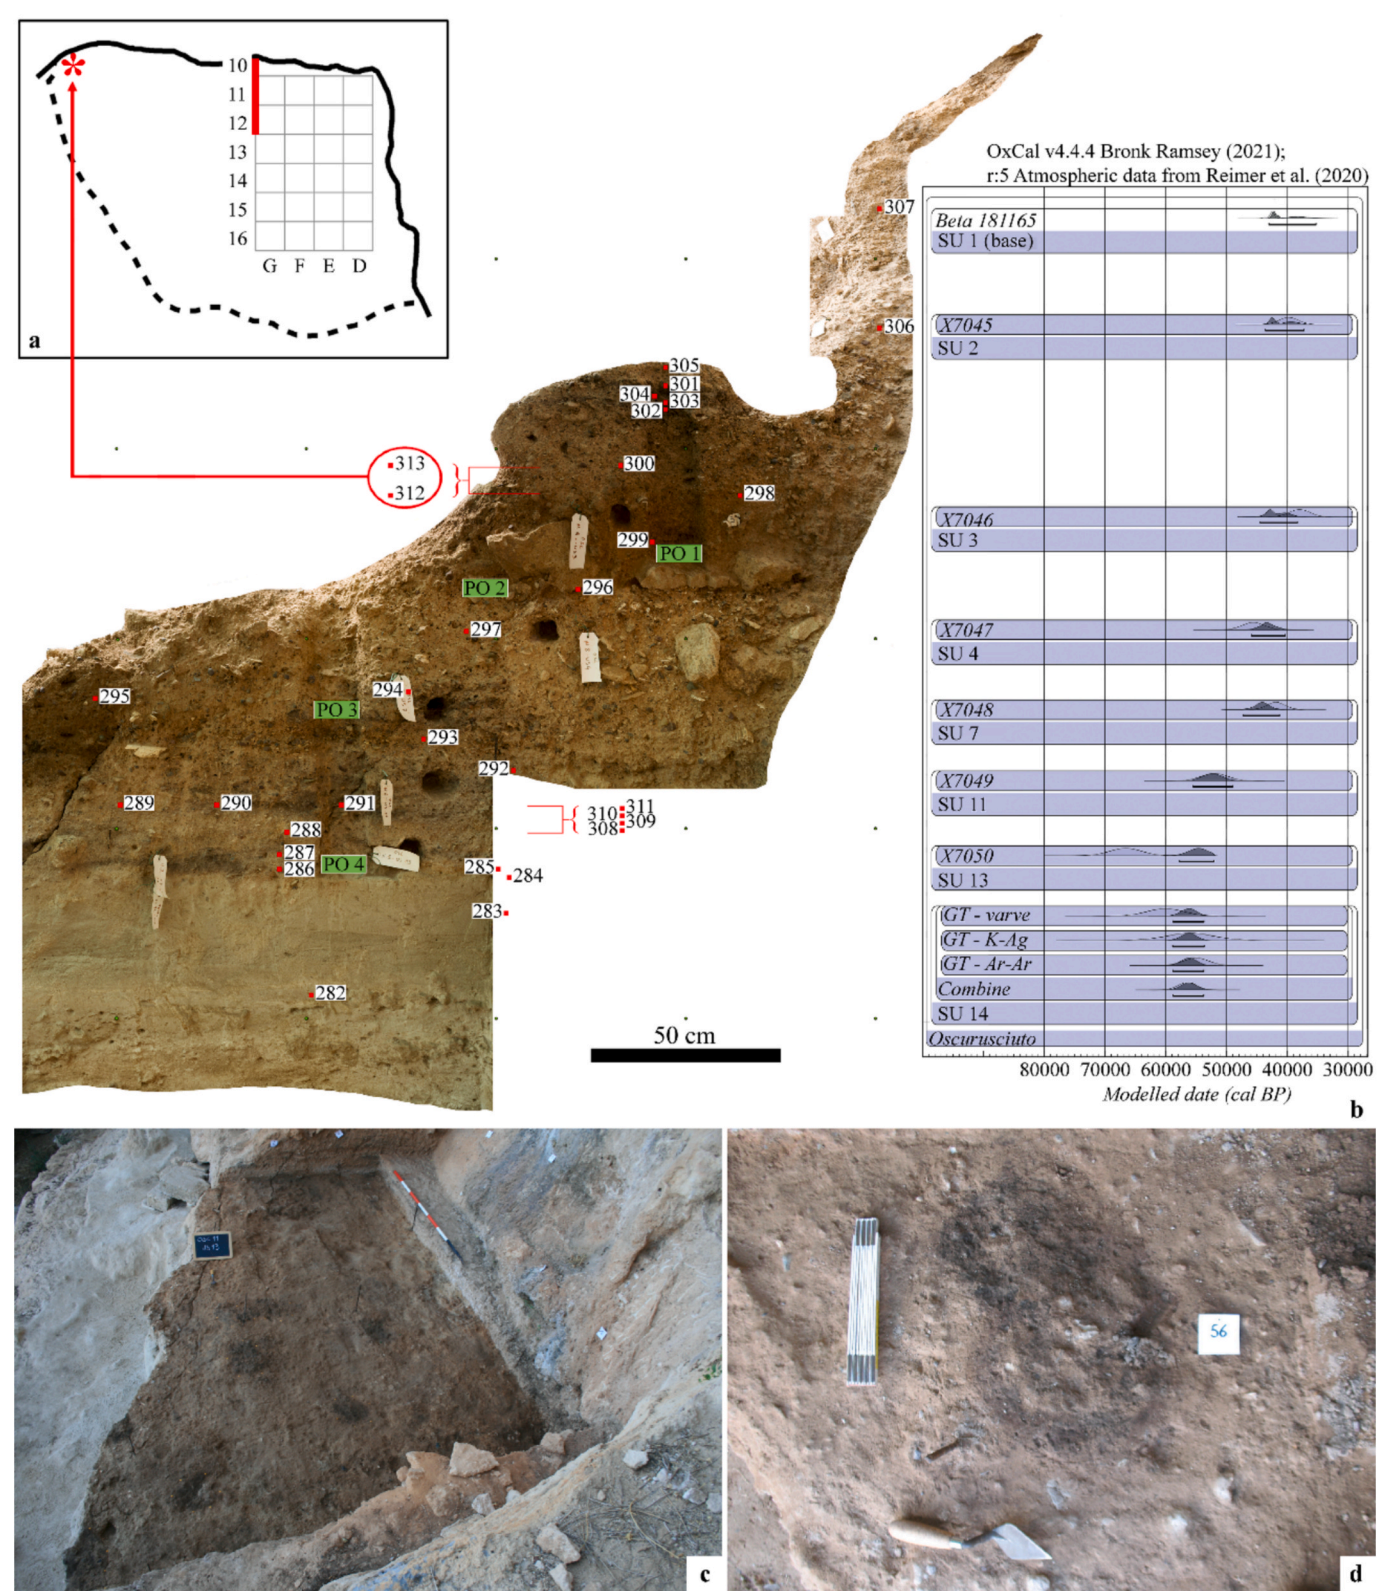 10
11
12
13
14
15
16
G F E D
a
OxCal v4.4.4 Bronk Ramsey (2021);
r:5 Atmospheric data from Reimer et al. (2020)
307
306
305
301
304
303
302
313
312
300
298
299
PO 1
PO 2
296
297
295
294
PO 3
293
292
289
290
291
311
310
309
308
288
287
286
PO 4
285
284
283
282
50 cm
Beta 181165
SU 1 (base)
X7045
SU 2
X7046
SU 3
X7047
SU 4
X7048
SU 7
X7049
SU 11
X7050
SU 13
GT - varve
GT - K-Ag
GT - Ar-Ar
Combine
SU 14
Oscurusciuto
80000 70000 60000 50000 40000 30000
Modelled date (cal BP)
b
c
56
d